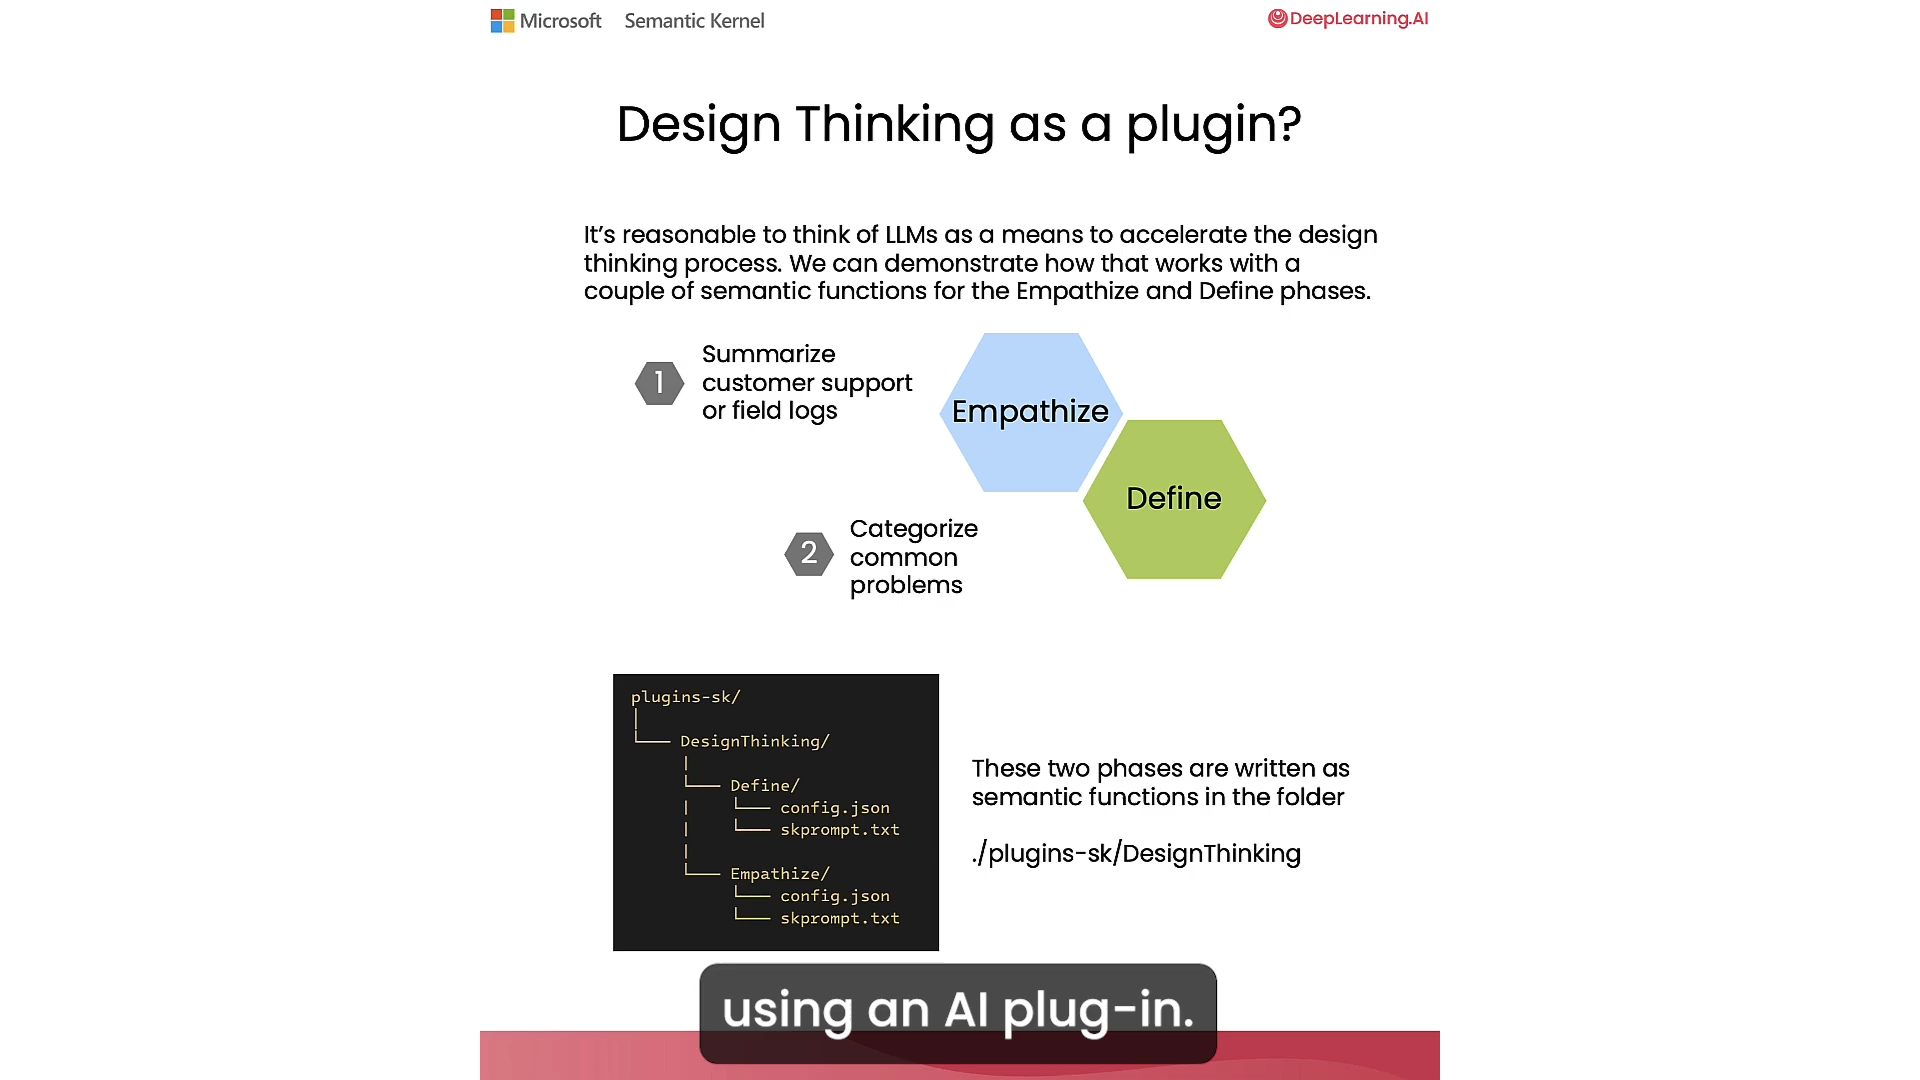 Microsoft Semantic Kernel
DeepLearning.AI
Design Thinking as a plugin?
It's reasonable to think of LLMs as a means to accelerate the design
thinking process. We can demonstrate how that works with a
couple of semantic functions for the Empathize and Define phases.
1
Summarize
customer support
or field logs
Empathize
Define
2
Categorize
common
problems
plugins-sk/
DesignThinking/
Define/
config.json
skprompt.txt
Empathize/
config.json
skprompt.txt
These two phases are written as
semantic functions in the folder
./plugins-sk/DesignThinking
using an AI plug-in.